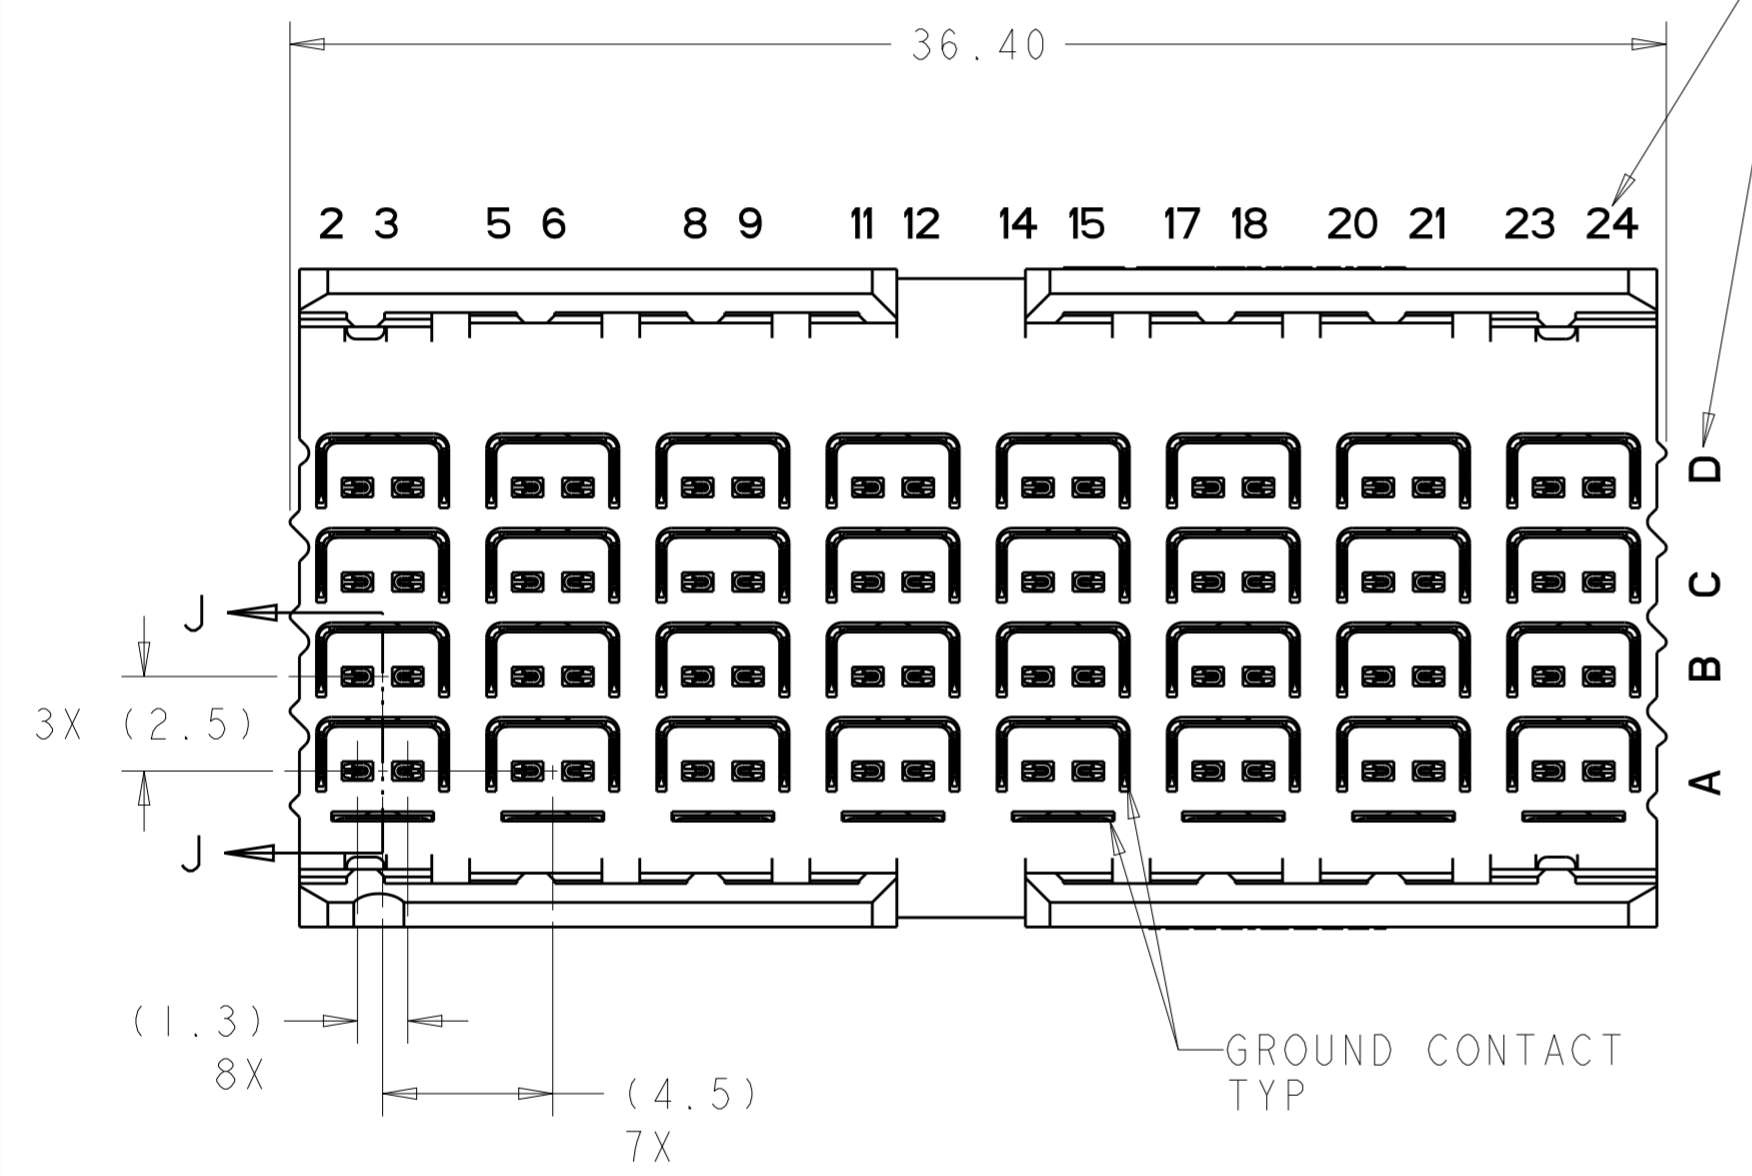 36.40
2 3 5 6 8 9 11 12 14 15 17 18 20 21 23 24
D
C
J
B
3X (2.5)
A
J
(1.3)
8X
GROUND CONTACT
TYP
(4.5)
7X